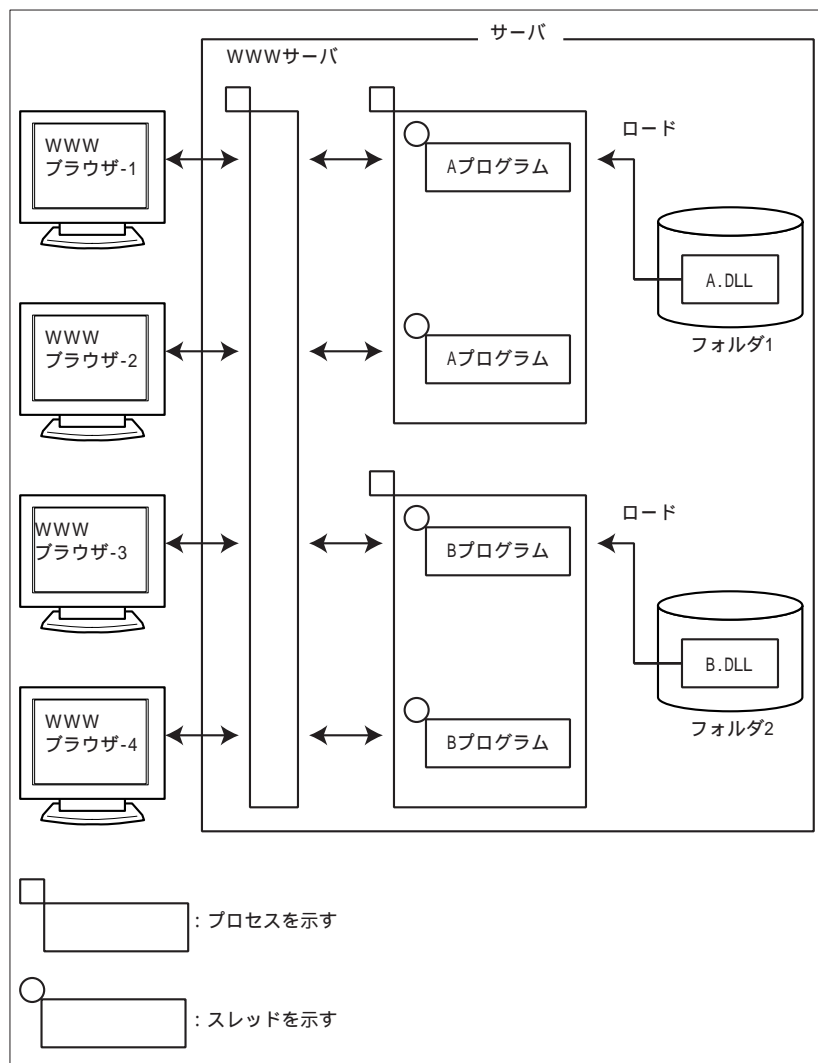 サーバ
WWWサーバ
WWW
ブラウザ-1
Aプログラム
ロード
A.DLL
フォルダ1
WWW
ブラウザ-2
Aプログラム
WWW
ブラウザ-3
Bプログラム
ロード
B.DLL
フォルダ2
WWW
ブラウザ-4
Bプログラム
：プロセスを示す
：スレッドを示す